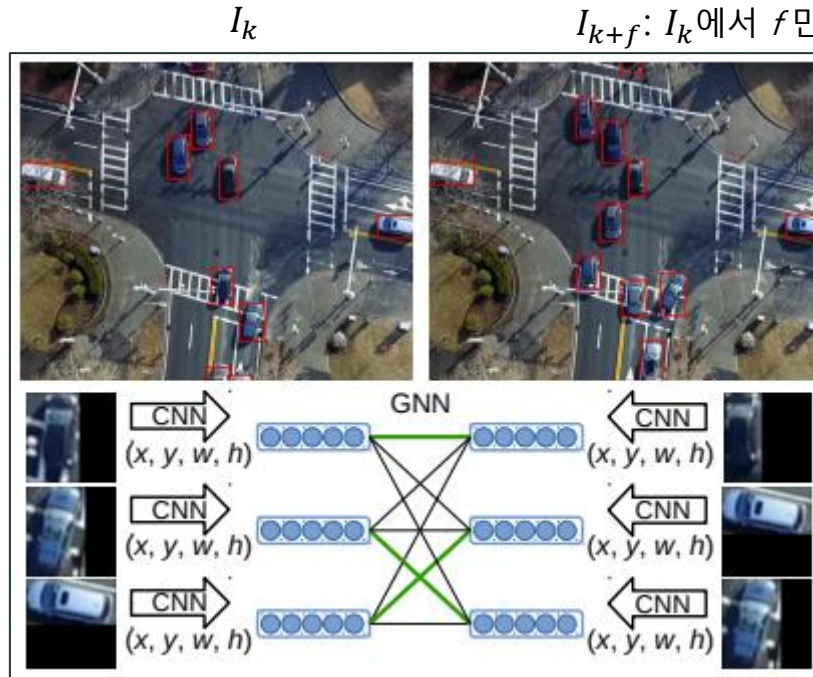 I_k
I_{k+f}: I_k에서 f만
GNN
CNN CNN
(x, y, w, h) (x, y, w, h)
CNN CNN
(x, y, w, h) (x, y, w, h)
CNN CNN
(x, y, w, h) (x, y, w, h)